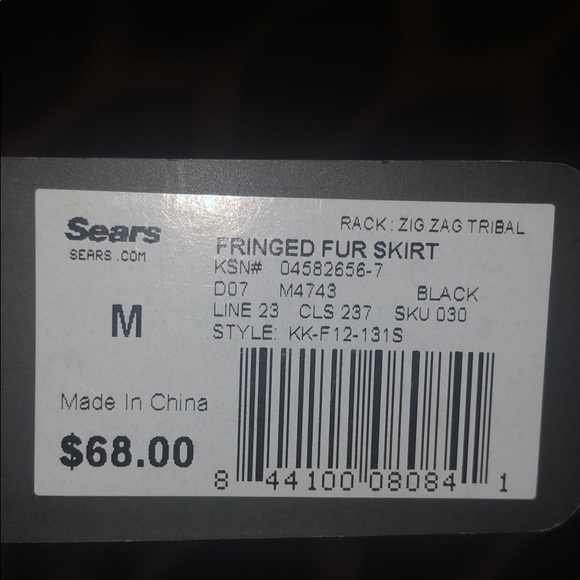 Sears
SEARS.COM
RACK: ZIG ZAG TRIBAL
FRINGED FUR SKIRT
KSN# 04582656-7
D07 M4743 BLACK
LINE 23 CLS 237 SKU 030
STYLE: KK-F12-131S
M
Made In China
$68.00
8 44100 08084 1